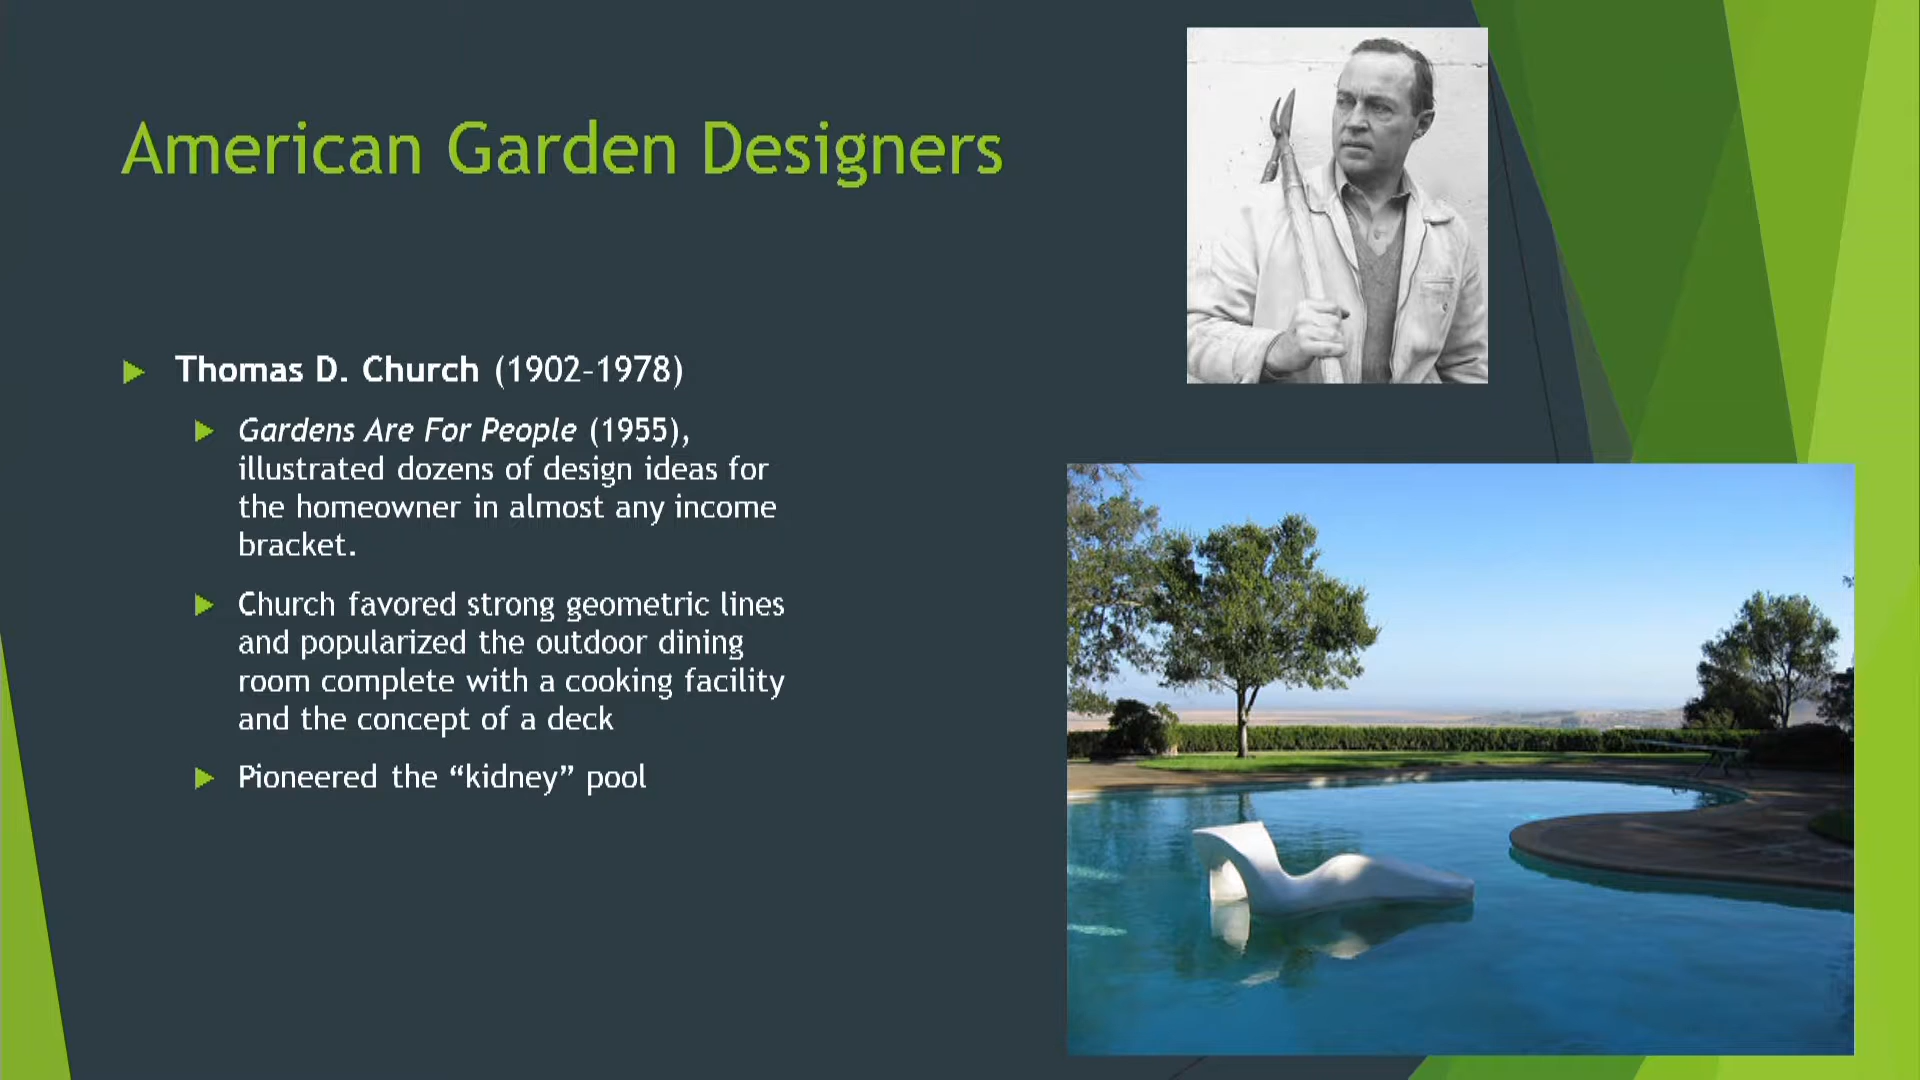 American Garden Designers
Thomas D. Church (1902–1978)
Gardens Are For People (1955),
illustrated dozens of design ideas for
the homeowner in almost any income
bracket.
Church favored strong geometric lines
and popularized the outdoor dining
room complete with a cooking facility
and the concept of a deck
Pioneered the “kidney” pool